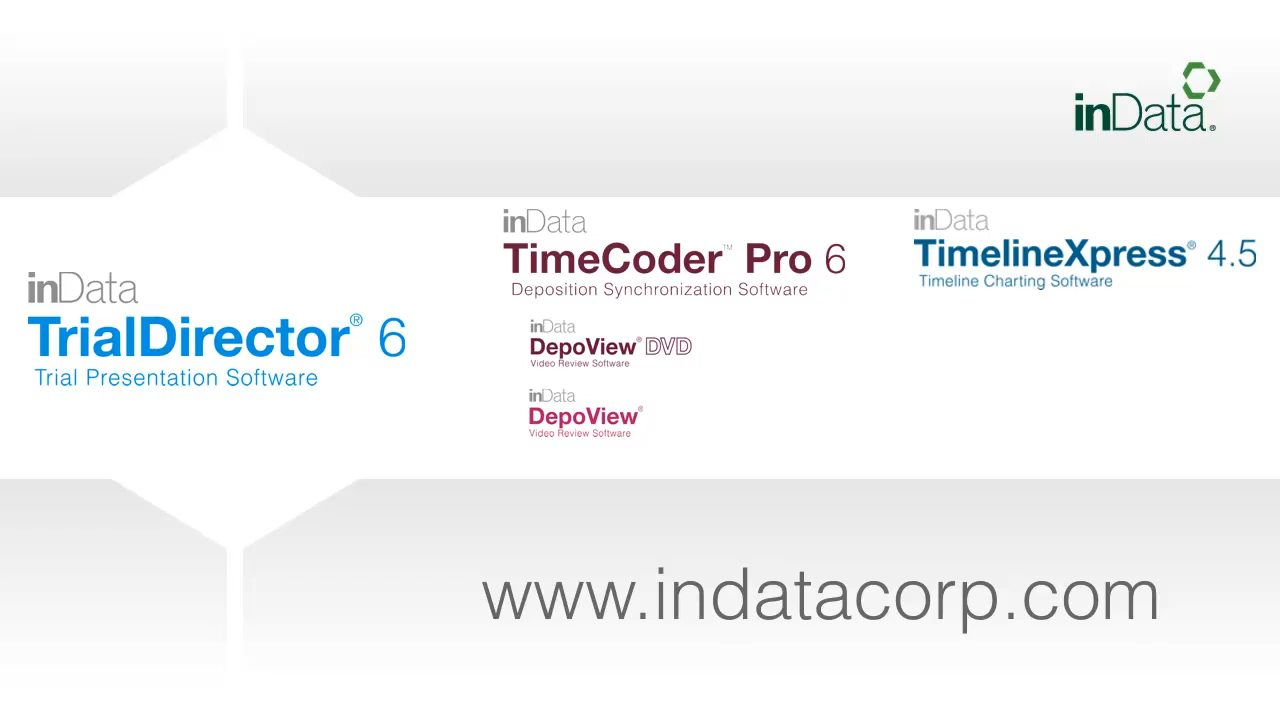 inData®
inData
TrialDirector® 6
Trial Presentation Software
inData
TimeCoder™ Pro 6
Deposition Synchronization Software
inData
DepoView® DVD
Video Review Software
inData
DepoView®
Video Review Software
inData
TimelineXpress® 4.5
Timeline Charting Software
www.indatacorp.com